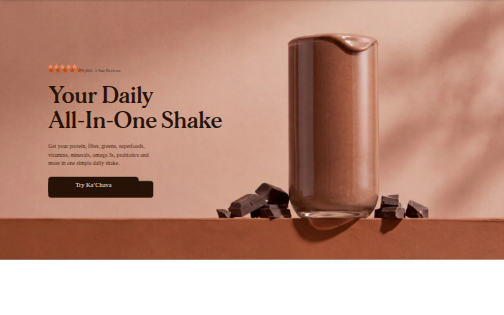 Your Daily
All-In-One Shake
Get your protein, fiber, greens, superfoods,
vitamins, minerals, omega 3s, probiotics and
more in one simple daily shake.
Try Ka'Chava